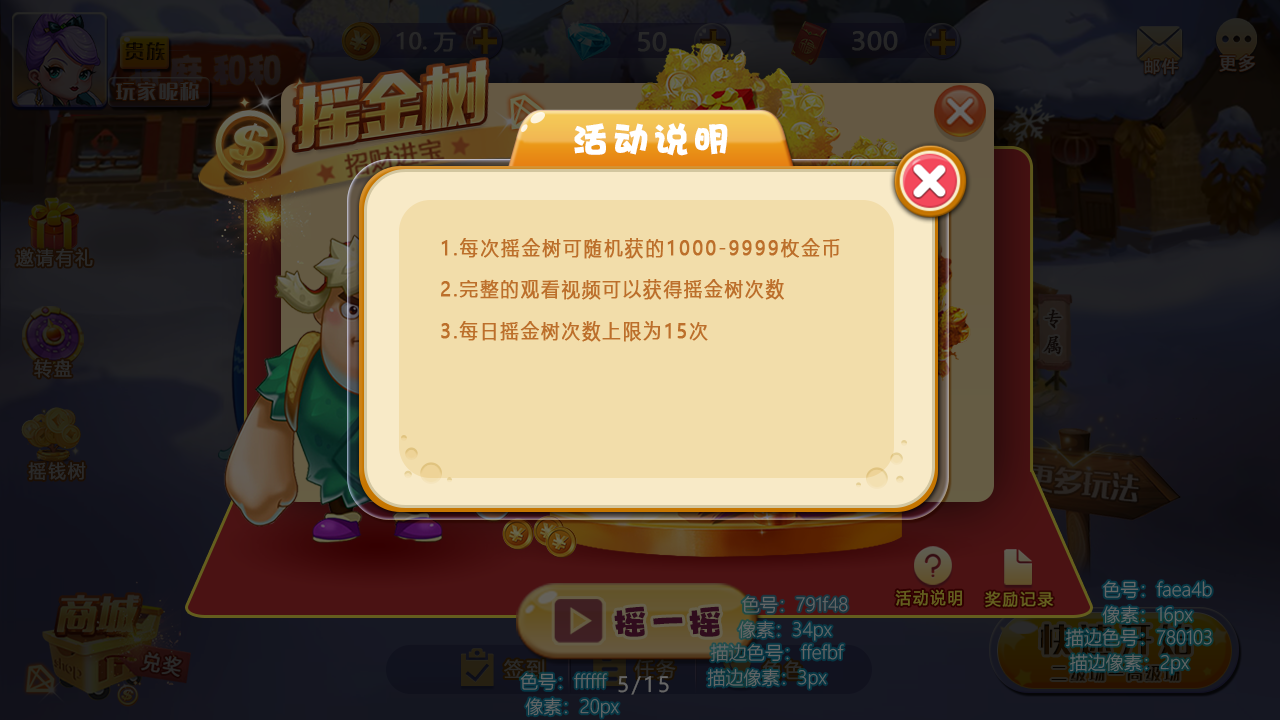 贵族
玩家昵称
10.万
50
300
邮件
更多
摇金树
招财进宝
活动说明
1.每次摇金树可随机获的1000-9999枚金币
2.完整的观看视频可以获得摇金树次数
3.每日摇金树次数上限为15次
邀请有礼
转盘
摇钱树
专属
更多玩法
活动说明
奖励记录
摇一摇
色号：791f48
像素：34px
描边色号：ffefbf
描边像素：3px
色号：faea4b
像素：16px
描边色号：780103
描边像素：2px
快速开始
商城
shop
兑奖
签到
任务
色号：ffffff
像素：20px
5/15